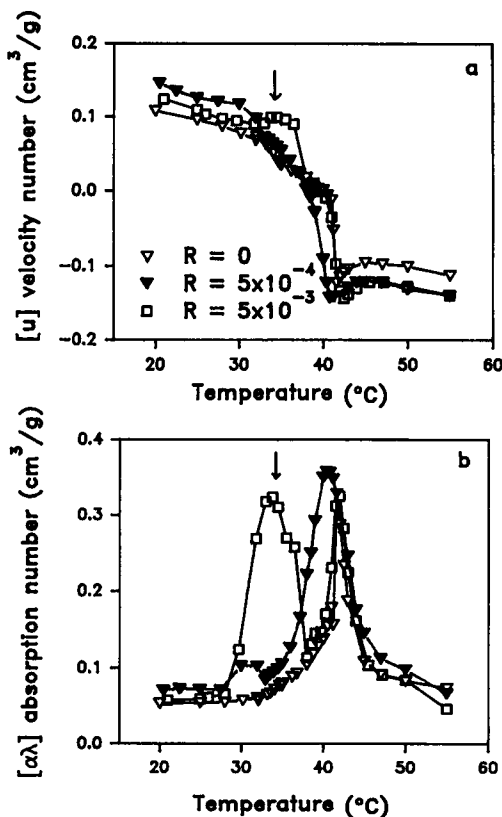 0.2
a
0.1
0.0
−0.1
−0.2
[u] velocity number (cm³/g)
▽ R = 0
▼ R = 5x10⁻⁴
□ R = 5x10⁻³
20 30 40 50 60
Temperature (°C)
0.4
b
0.3
0.2
0.1
0.0
[αλ] absorption number (cm³/g)
20 30 40 50 60
Temperature (°C)